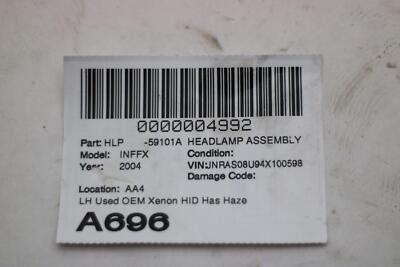 0000004992
Part: HLP -59101A HEADLAMP ASSEMBLY
Model: INFFX Condition:
Year: 2004 VIN:JNRAS08U94X100598
Damage Code:
Location: AA4
LH Used OEM Xenon HID Has Haze
A696